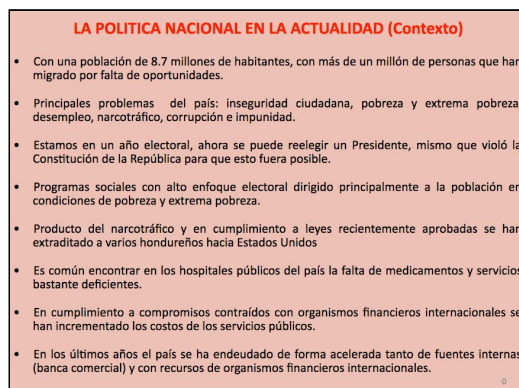 LA POLITICA NACIONAL EN LA ACTUALIDAD (Contexto)
• Con una población de 8.7 millones de habitantes, con más de un millón de personas que han
migrado por falta de oportunidades.
• Principales problemas del país: inseguridad ciudadana, pobreza y extrema pobreza,
desempleo, narcotráfico, corrupción e impunidad.
• Estamos en un año electoral, ahora se puede reelegir un Presidente, mismo que violó la
Constitución de la República para que esto fuera posible.
• Programas sociales con alto enfoque electoral dirigido principalmente a la población en
condiciones de pobreza y extrema pobreza.
• Producto del narcotráfico y en cumplimiento a leyes recientemente aprobadas se han
extraditado a varios hondureños hacia Estados Unidos
• Es común encontrar en los hospitales públicos del país la falta de medicamentos y servicios
bastante deficientes.
• En cumplimiento a compromisos contraídos con organismos financieros internacionales se
han incrementado los costos de los servicios públicos.
• En los últimos años el país se ha endeudado de forma acelerada tanto de fuentes internas
(banca comercial) y con recursos de organismos financieros internacionales.
0